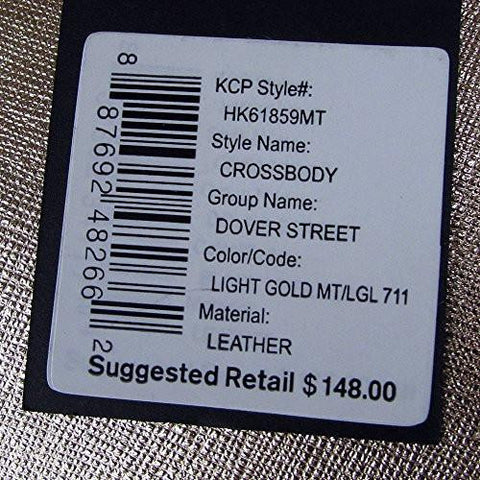 8 87692 48266 2
KCP Style#:
HK61859MT
Style Name:
CROSSBODY
Group Name:
DOVER STREET
Color/Code:
LIGHT GOLD MT/LGL 711
Material:
LEATHER
Suggested Retail $148.00